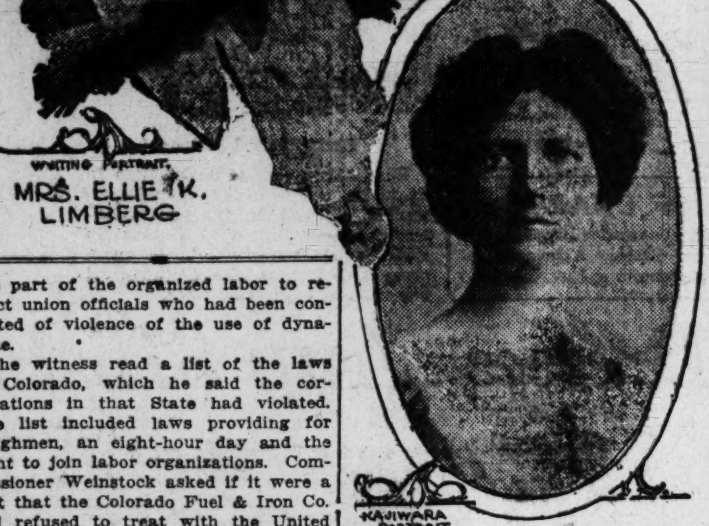 WHITING PORTRAIT.
MRS. ELLIE K.
LIMBERG
part of the organized labor to re-
ct union officials who had been con-
ted of violence of the use of dyna-
e.
he witness read a list of the laws
Colorado, which he said the cor-
ations in that State had violated.
list included laws providing for
ighmen, an eight-hour day and the
nt to join labor organizations. Com-
sioner Weinstock asked if it were a
t that the Colorado Fuel & Iron Co.
refused to treat with the United
KAJIWARA
PORTRAIT